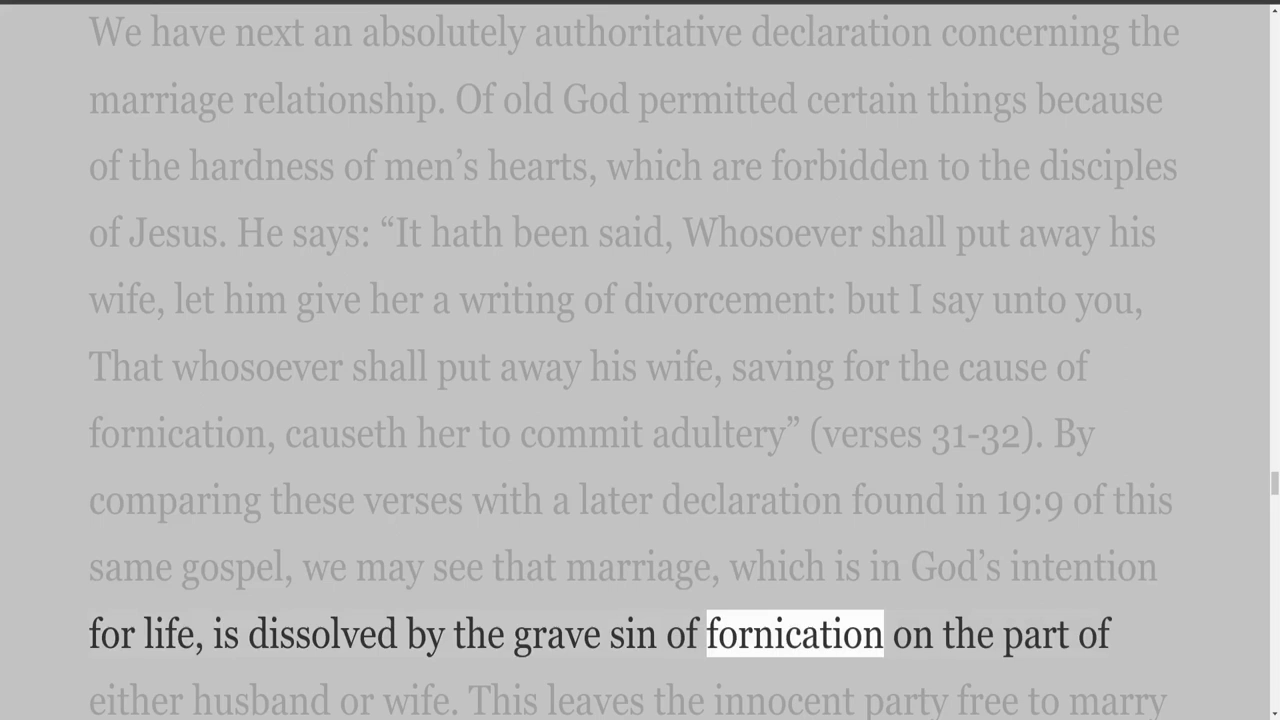 We have next an absolutely authoritative declaration concerning the
marriage relationship. Of old God permitted certain things because
of the hardness of men’s hearts, which are forbidden to the disciples
of Jesus. He says: “It hath been said, Whosoever shall put away his
wife, let him give her a writing of divorcement: but I say unto you,
That whosoever shall put away his wife, saving for the cause of
fornication, causeth her to commit adultery” (verses 31-32). By
comparing these verses with a later declaration found in 19:9 of this
same gospel, we may see that marriage, which is in God’s intention
for life, is dissolved by the grave sin of fornication on the part of
either husband or wife. This leaves the innocent party free to marry